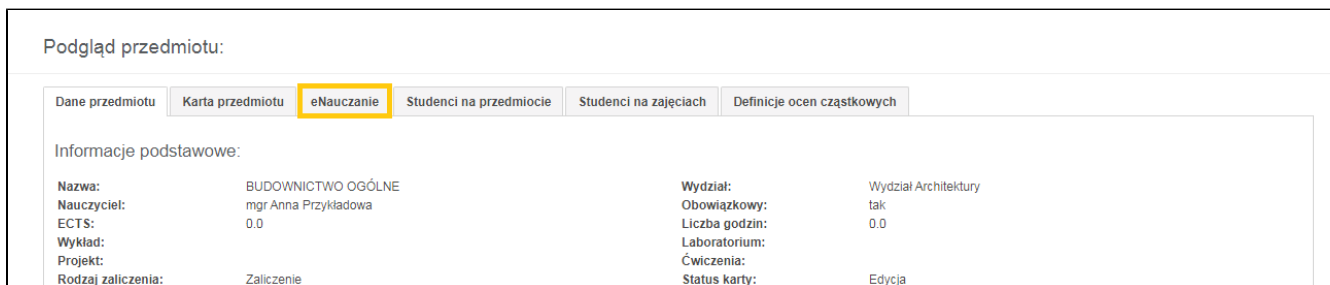 Podgląd przedmiotu:
Dane przedmiotu Karta przedmiotu eNauczanie Studenci na przedmiocie Studenci na zajęciach Definicje ocen cząstkowych
Informacje podstawowe:
Nazwa: BUDOWNICTWO OGÓLNE Wydział: Wydział Architektury
Nauczyciel: mgr Anna Przykładowa Obowiązkowy: tak
ECTS: 0.0 Liczba godzin: 0.0
Wykład: Laboratorium:
Projekt: Ćwiczenia:
Rodzaj zaliczenia: Zaliczenie Status karty: Edycja